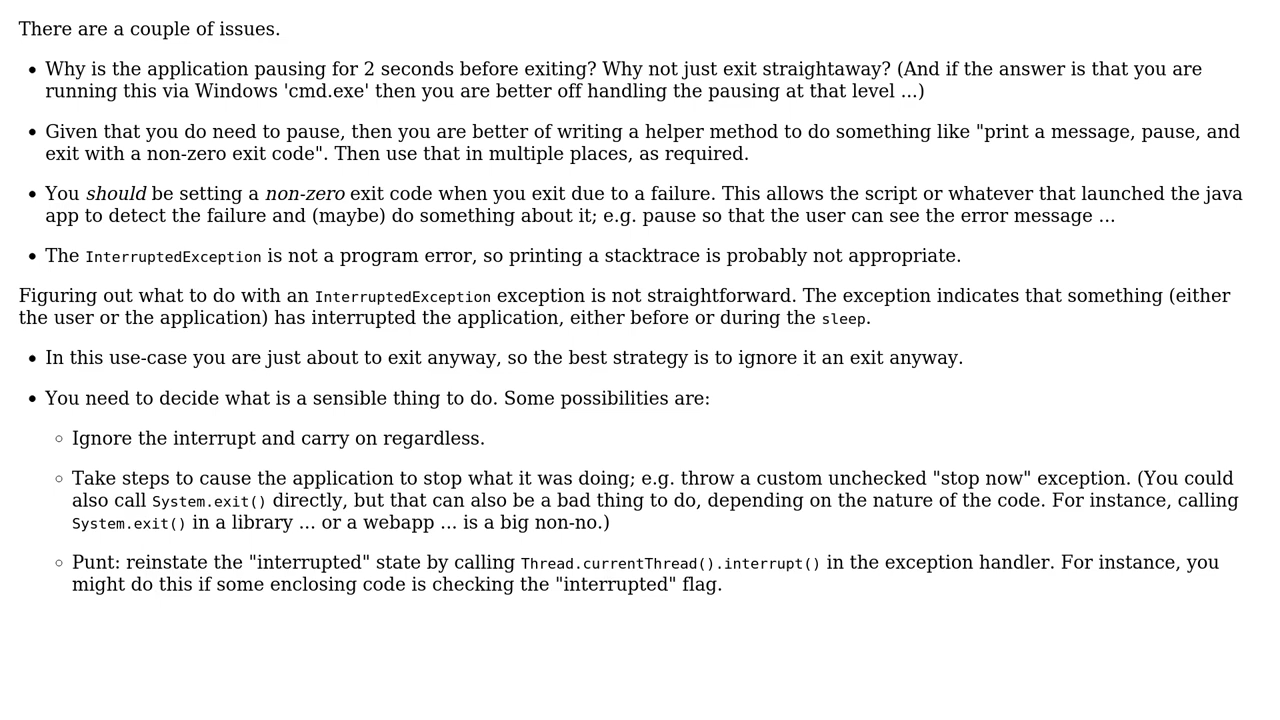 There are a couple of issues.
• Why is the application pausing for 2 seconds before exiting? Why not just exit straightaway? (And if the answer is that you are
running this via Windows 'cmd.exe' then you are better off handling the pausing at that level ...)
• Given that you do need to pause, then you are better of writing a helper method to do something like "print a message, pause, and
exit with a non-zero exit code". Then use that in multiple places, as required.
• You should be setting a non-zero exit code when you exit due to a failure. This allows the script or whatever that launched the java
app to detect the failure and (maybe) do something about it; e.g. pause so that the user can see the error message ...
• The InterruptedException is not a program error, so printing a stacktrace is probably not appropriate.
Figuring out what to do with an InterruptedException exception is not straightforward. The exception indicates that something (either
the user or the application) has interrupted the application, either before or during the sleep.
• In this use-case you are just about to exit anyway, so the best strategy is to ignore it an exit anyway.
• You need to decide what is a sensible thing to do. Some possibilities are:
◦ Ignore the interrupt and carry on regardless.
◦ Take steps to cause the application to stop what it was doing; e.g. throw a custom unchecked "stop now" exception. (You could
also call System.exit() directly, but that can also be a bad thing to do, depending on the nature of the code. For instance, calling
System.exit() in a library ... or a webapp ... is a big non-no.)
◦ Punt: reinstate the "interrupted" state by calling Thread.currentThread().interrupt() in the exception handler. For instance, you
might do this if some enclosing code is checking the "interrupted" flag.